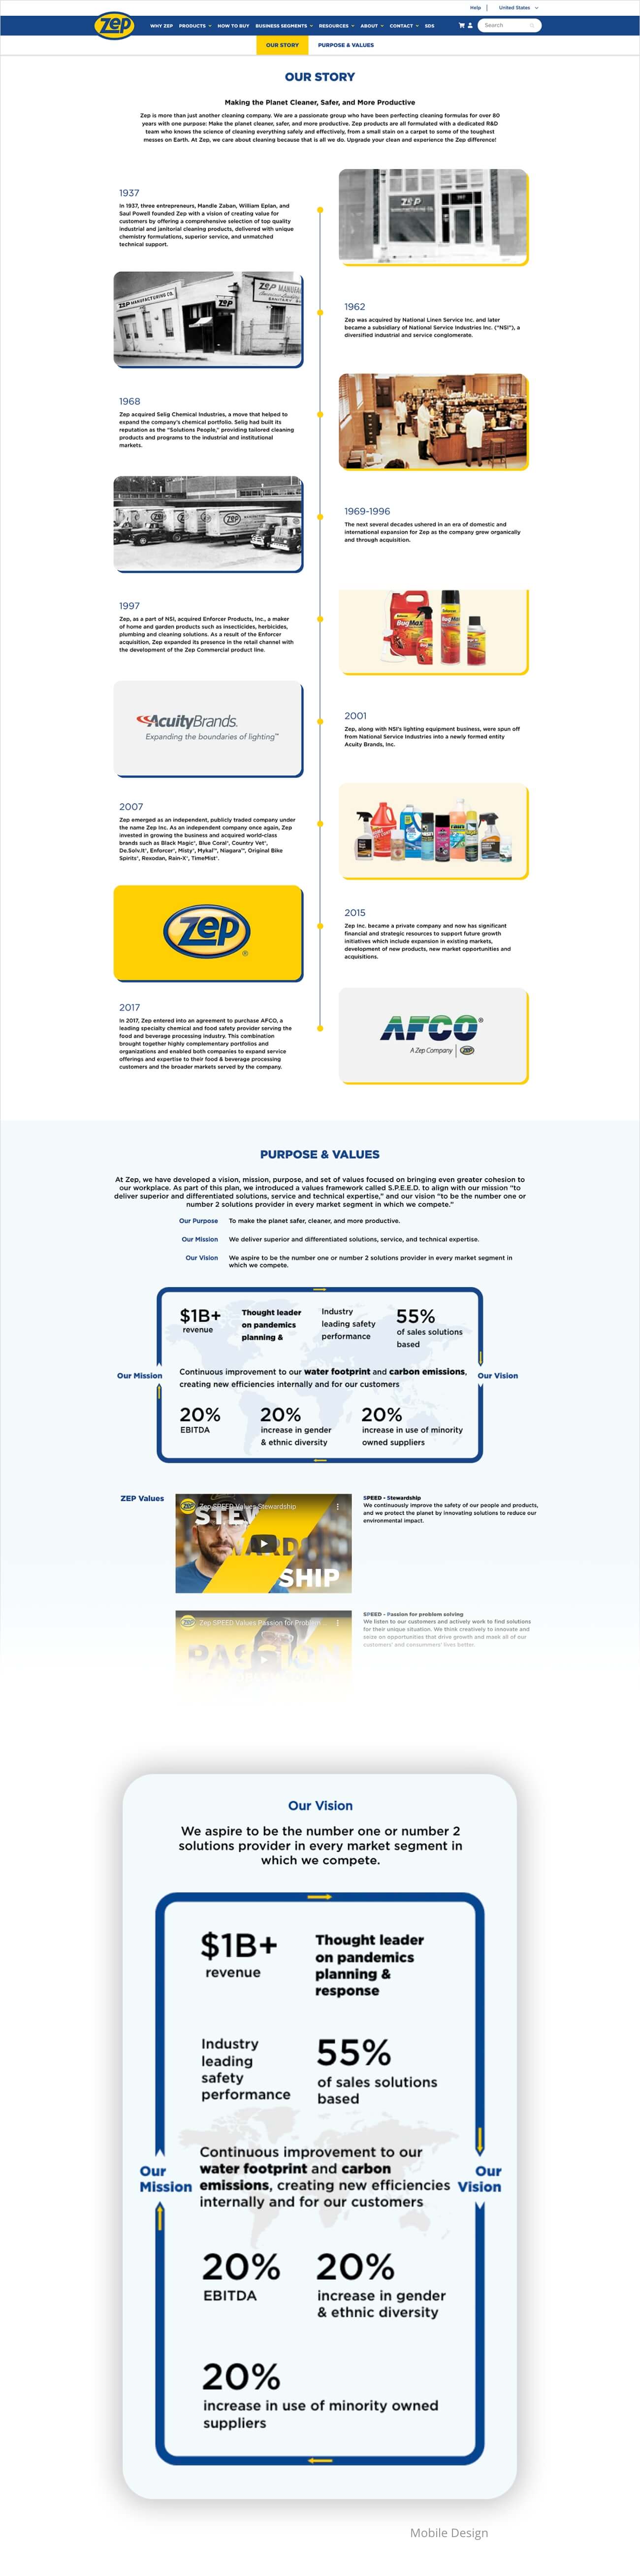 Help | United States
Zep
WHY ZEP PRODUCTS HOW TO BUY BUSINESS SEGMENTS RESOURCES ABOUT CONTACT SDS
Search
OUR STORY PURPOSE & VALUES
OUR STORY
Making the Planet Cleaner, Safer, and More Productive
Zep is more than just another cleaning company. We are a passionate group who have been perfecting cleaning formulas for over 80
years with one purpose: Make the planet cleaner, safer, and more productive. Zep products are all formulated with a dedicated R&D
team who knows the science of cleaning everything safely and effectively, from a small stain on a carpet to some of the toughest
messes on Earth. At Zep, we care about cleaning because that is all we do. Upgrade your clean and experience the Zep difference!
1937
In 1937, three entrepreneurs, Mandle Zaban, William Eplan, and
Saul Powell founded Zep with a vision of creating value for
customers by offering a comprehensive selection of top quality
industrial and janitorial cleaning products, delivered with unique
chemistry formulations, superior service, and unmatched
technical support.
ZEP MANUFACTURING CO.
ZEP
1962
Zep was acquired by National Linen Service Inc. and later
became a subsidiary of National Service Industries Inc. ("NSI"), a
diversified industrial and service conglomerate.
1968
Zep acquired Selig Chemical Industries, a move that helped to
expand the company's chemical portfolio. Selig had built its
reputation as the "Solutions People," providing tailored cleaning
products and programs to the industrial and institutional
markets.
1969-1996
The next several decades ushered in an era of domestic and
international expansion for Zep as the company grew organically
and through acquisition.
1997
Zep, as a part of NSI, acquired Enforcer Products, Inc., a maker
of home and garden products such as insecticides, herbicides,
plumbing and cleaning solutions. As a result of the Enforcer
acquisition, Zep expanded its presence in the retail channel with
the development of the Zep Commercial product line.
BugMax
AcuityBrands.
Expanding the boundaries of lighting™
2001
Zep, along with NSI's lighting equipment business, were spun off
from National Service Industries into a newly formed entity
Acuity Brands, Inc.
2007
Zep emerged as an independent, publicly traded company under
the name Zep Inc. As an independent company once again, Zep
invested in growing the business and acquired world-class
brands such as Black Magic®, Blue Coral®, Country Vet®,
De.Solv.It®, Enforcer®, Misty®, Mykal™, Niagara™, Original Bike
Spirits®, Rexodan, Rain-X®, TimeMist®.
Zep ®
2015
Zep Inc. became a private company and now has significant
financial and strategic resources to support future growth
initiatives which include expansion in existing markets,
development of new products, new market opportunities and
acquisitions.
2017
In 2017, Zep entered into an agreement to purchase AFCO, a
leading specialty chemical and food safety provider serving the
food and beverage processing industry. This combination
brought together highly complementary portfolios and
organizations and enabled both companies to expand service
offerings and expertise to their food & beverage processing
customers and the broader markets served by the company.
AFCO®
A Zep Company | Zep
PURPOSE & VALUES
At Zep, we have developed a vision, mission, purpose, and set of values focused on bringing even greater cohesion to
our workplace. As part of this plan, we introduced a values framework called S.P.E.E.D. to align with our mission "to
deliver superior and differentiated solutions, service and technical expertise," and our vision "to be the number one or
number 2 solutions provider in every market segment in which we compete."
Our Purpose To make the planet safer, cleaner, and more productive.
Our Mission We deliver superior and differentiated solutions, service, and technical expertise.
Our Vision We aspire to be the number one or number 2 solutions provider in every market segment in
which we compete.
$1B+
revenue
Thought leader
on pandemics
planning &
Industry
leading safety
performance
55%
of sales solutions
based
Our Mission
Continuous improvement to our water footprint and carbon emissions,
creating new efficiencies internally and for our customers
Our Vision
20%
EBITDA
20%
increase in gender
& ethnic diversity
20%
increase in use of minority
owned suppliers
ZEP Values
Zep SPEED Values Stewardship
STEWARDSHIP
SPEED - Stewardship
We continuously improve the safety of our people and products,
and we protect the planet by innovating solutions to reduce our
environmental impact.
Zep SPEED Values Passion for Problem
PASSION
SPEED - Passion for problem solving
We listen to our customers and actively work to find solutions
for their unique situation. We think creatively to innovate and
seize on opportunities that drive growth and maek all of our
customers' and consummers' lives better.
Our Vision
We aspire to be the number one or number 2
solutions provider in every market segment in
which we compete.
$1B+
revenue
Thought leader
on pandemics
planning &
response
Industry
leading
safety
performance
55%
of sales solutions
based
Our
Mission
Continuous improvement to our
water footprint and carbon
emissions, creating new efficiencies
internally and for our customers
Our
Vision
20%
EBITDA
20%
increase in gender
& ethnic diversity
20%
increase in use of minority owned
suppliers
Mobile Design